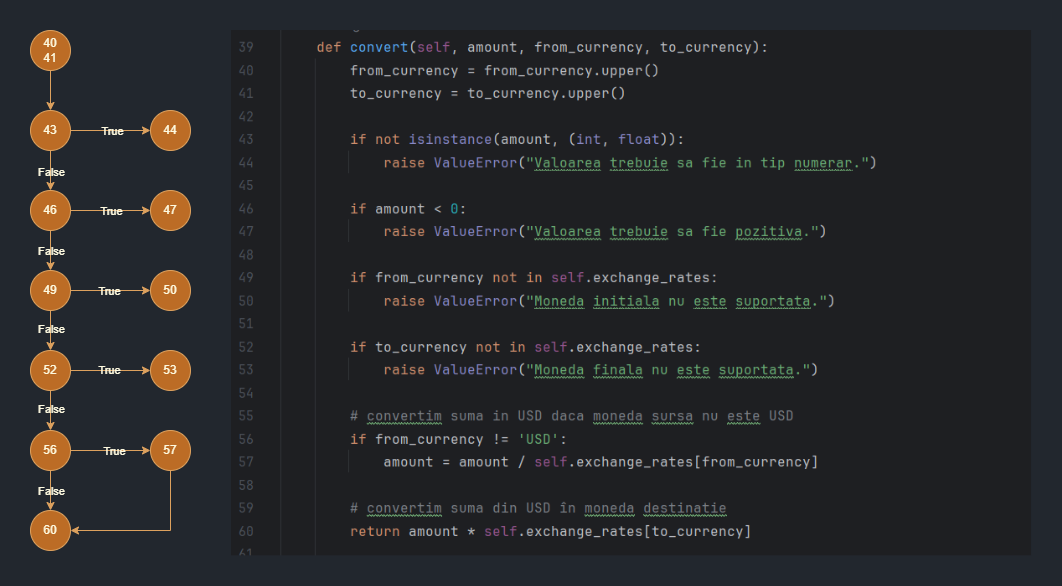 40
41
43
True
44
False
46
True
47
False
49
True
50
False
52
True
53
False
56
True
57
False
60
39 def convert(self, amount, from_currency, to_currency):
40 from_currency = from_currency.upper()
41 to_currency = to_currency.upper()
42
43 if not isinstance(amount, (int, float)):
44 raise ValueError("Valoarea trebuie sa fie in tip numerar.")
45
46 if amount < 0:
47 raise ValueError("Valoarea trebuie sa fie pozitiva.")
48
49 if from_currency not in self.exchange_rates:
50 raise ValueError("Moneda initiala nu este suportata.")
51
52 if to_currency not in self.exchange_rates:
53 raise ValueError("Moneda finala nu este suportata.")
54
55 # convertim suma in USD daca moneda sursa nu este USD
56 if from_currency != 'USD':
57 amount = amount / self.exchange_rates[from_currency]
58
59 # convertim suma din USD în moneda destinatie
60 return amount * self.exchange_rates[to_currency]
61